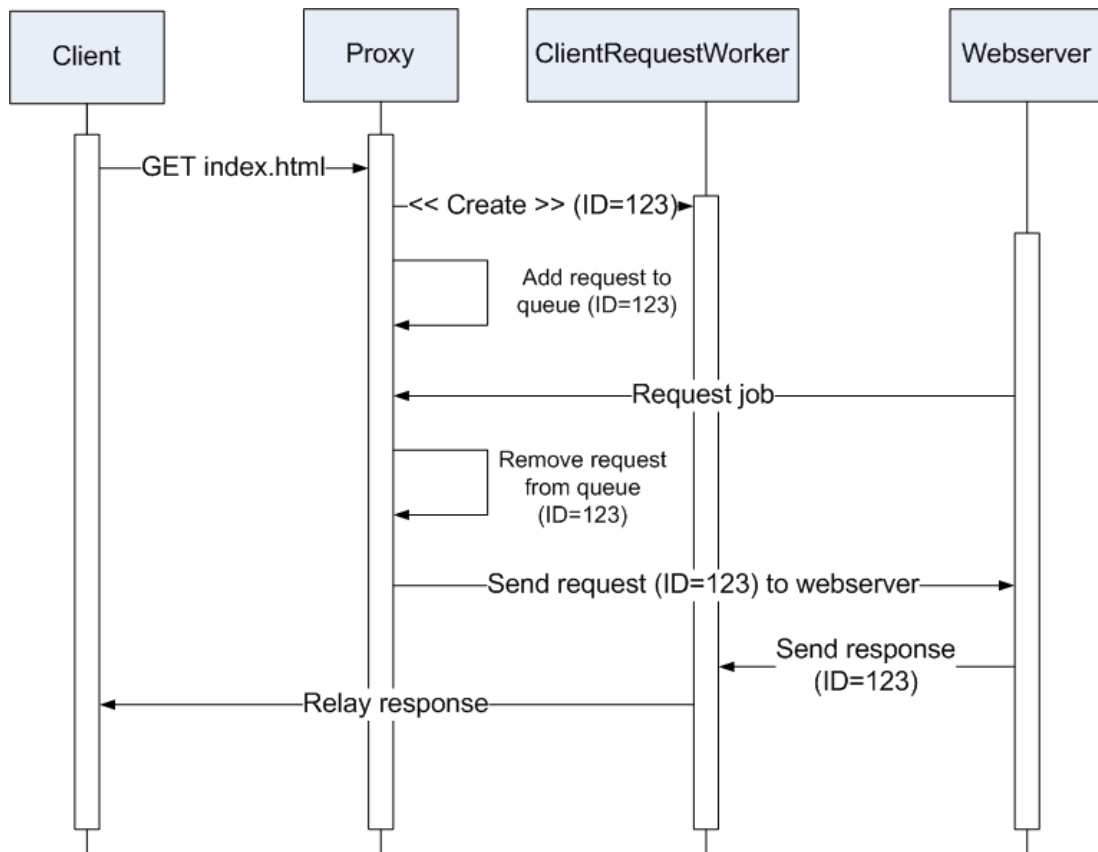 Client
Proxy
ClientRequestWorker
Webserver
GET index.html
<< Create >> (ID=123)
Add request to
queue (ID=123)
Request job
Remove request
from queue
(ID=123)
Send request (ID=123) to webserver
Send response
(ID=123)
Relay response